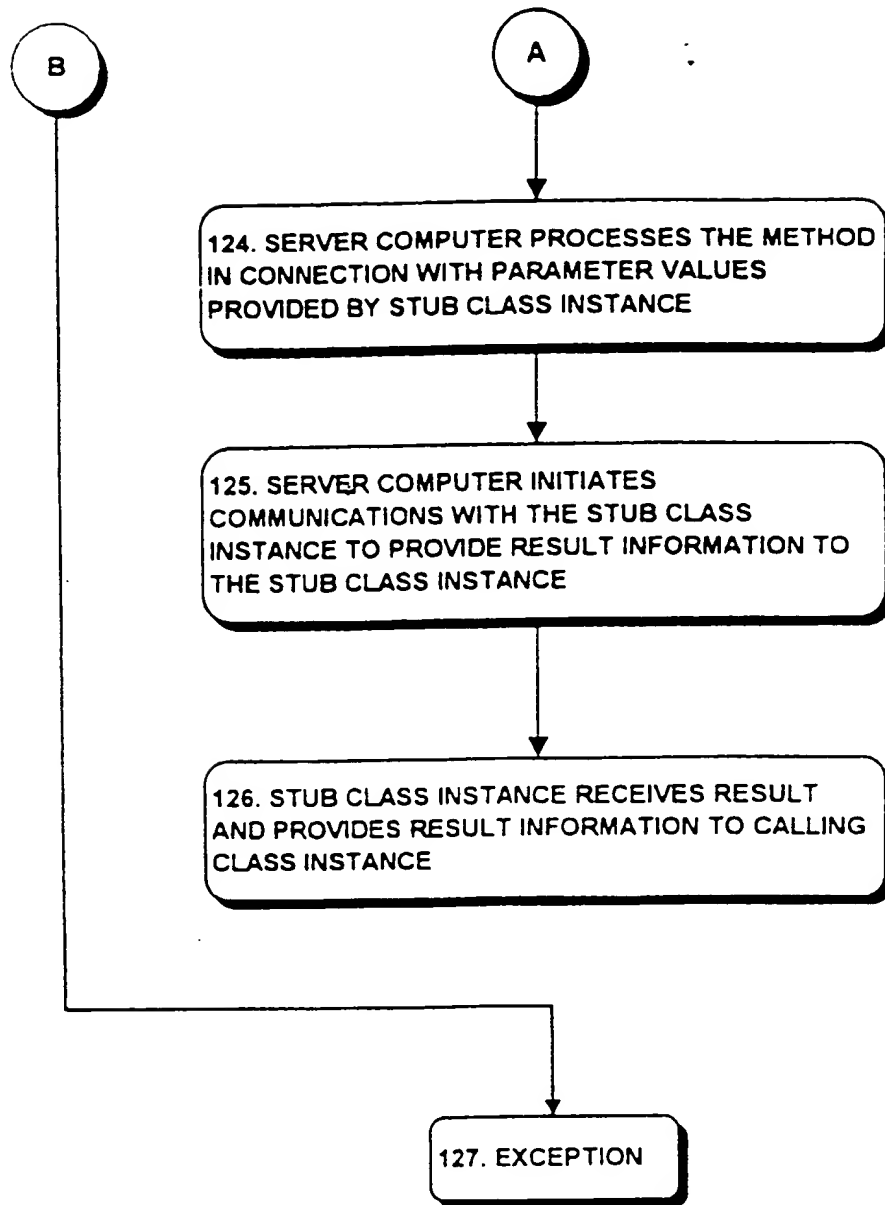 B
A
124. SERVER COMPUTER PROCESSES THE METHOD
IN CONNECTION WITH PARAMETER VALUES
PROVIDED BY STUB CLASS INSTANCE
125. SERVER COMPUTER INITIATES
COMMUNICATIONS WITH THE STUB CLASS
INSTANCE TO PROVIDE RESULT INFORMATION TO
THE STUB CLASS INSTANCE
126. STUB CLASS INSTANCE RECEIVES RESULT
AND PROVIDES RESULT INFORMATION TO CALLING
CLASS INSTANCE
127. EXCEPTION